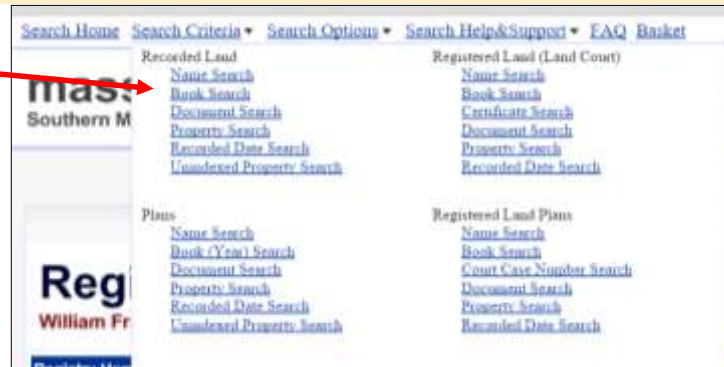 Search Home Search Criteria Search Options Search Help&Support FAQ Basket
Recorded Land
Name Search
Book Search
Document Search
Property Search
Recorded Date Search
Unindexed Property Search
Registered Land (Land Court)
Name Search
Book Search
Certificate Search
Document Search
Property Search
Recorded Date Search
mass
Southern M
Plans
Name Search
Book (Year) Search
Document Search
Property Search
Recorded Date Search
Unindexed Property Search
Registered Land Plans
Name Search
Book Search
Court Case Number Search
Document Search
Property Search
Recorded Date Search
Reg
William Fr